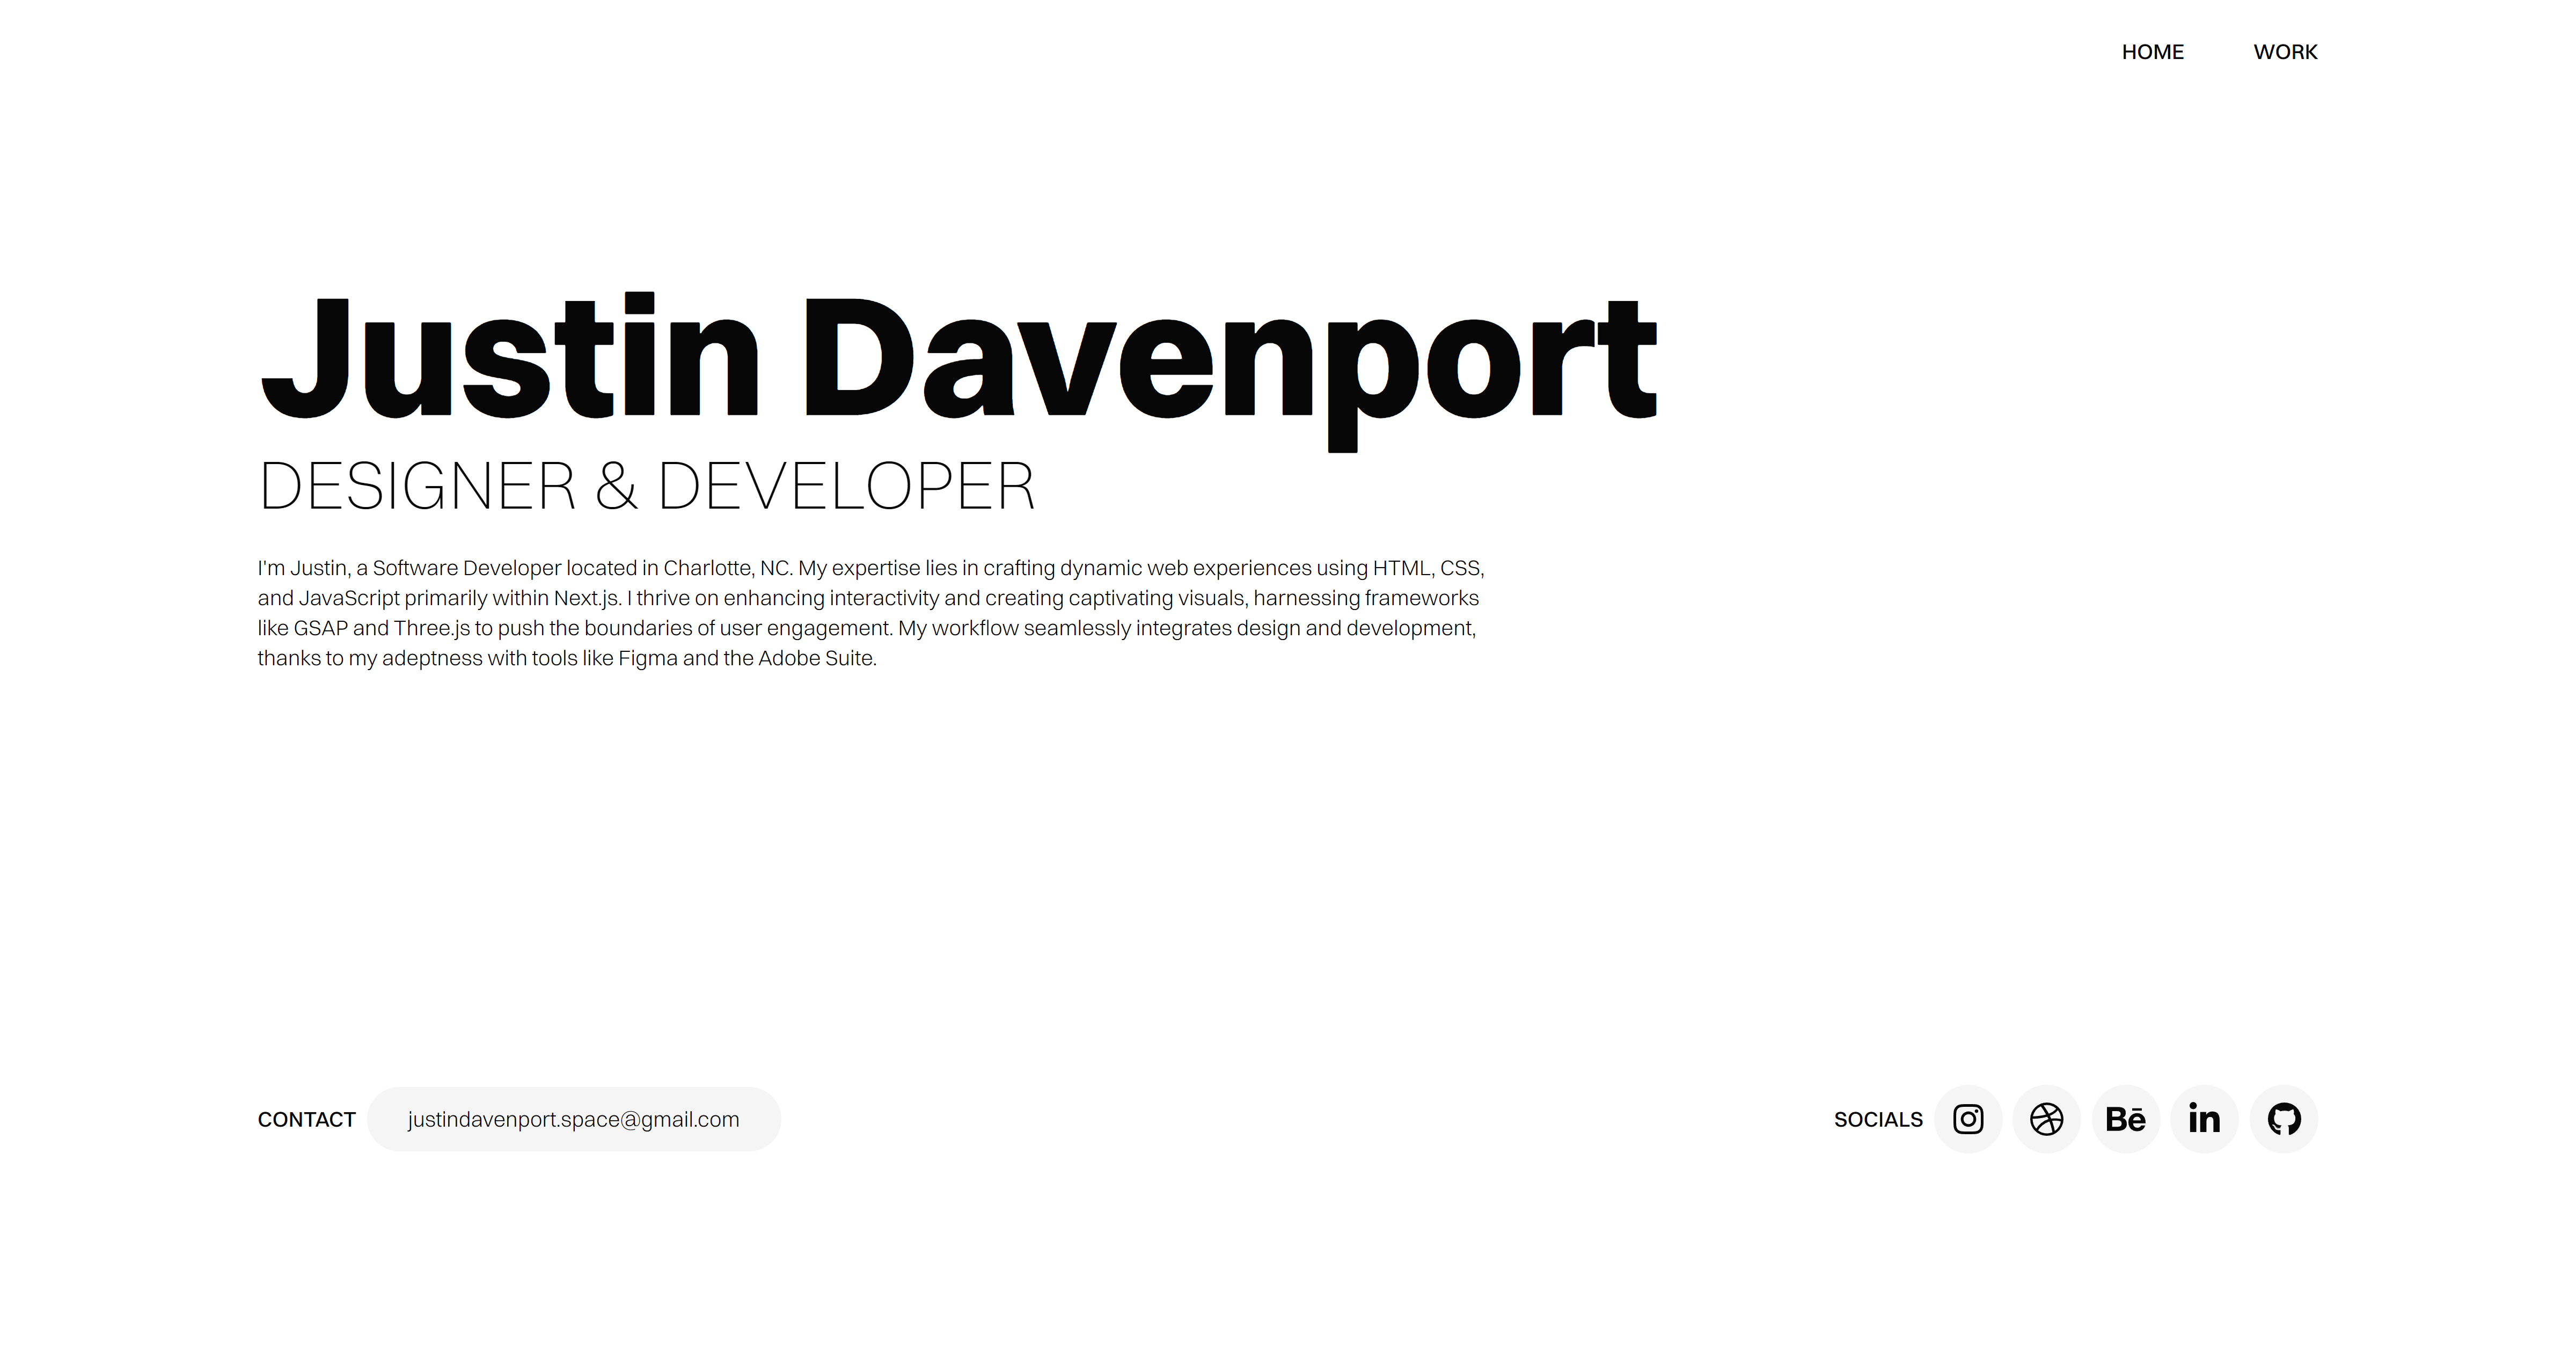 HOME WORK
Justin Davenport
DESIGNER & DEVELOPER
I'm Justin, a Software Developer located in Charlotte, NC. My expertise lies in crafting dynamic web experiences using HTML, CSS,
and JavaScript primarily within Next.js. I thrive on enhancing interactivity and creating captivating visuals, harnessing frameworks
like GSAP and Three.js to push the boundaries of user engagement. My workflow seamlessly integrates design and development,
thanks to my adeptness with tools like Figma and the Adobe Suite.
CONTACT justindavenport.space@gmail.com SOCIALS Bē in